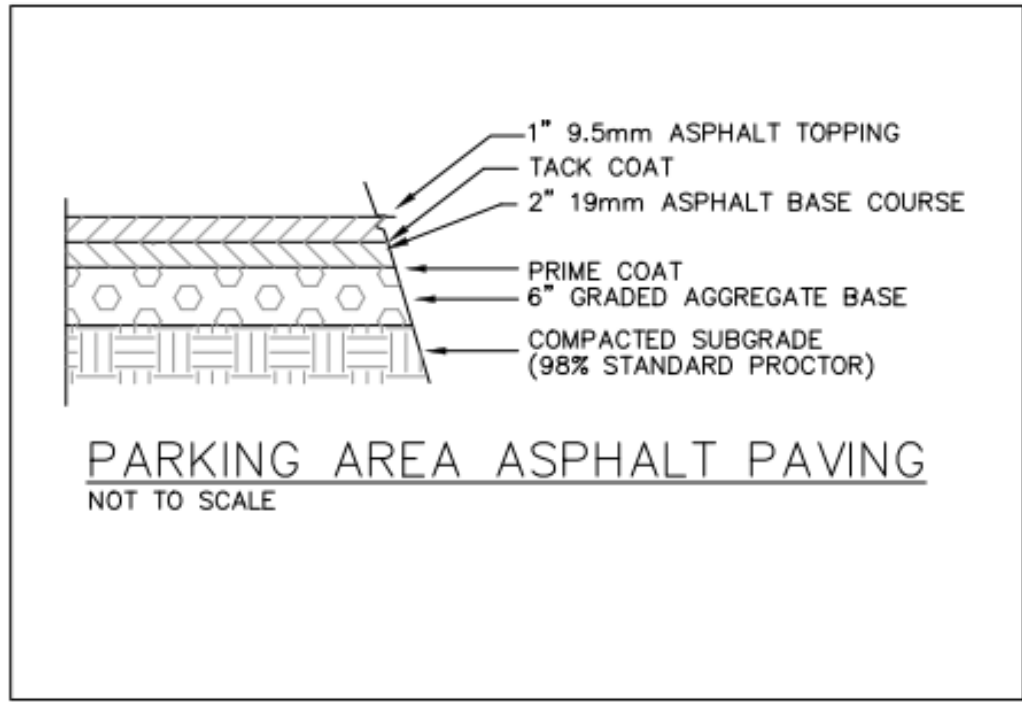 1" 9.5mm ASPHALT TOPPING
TACK COAT
2" 19mm ASPHALT BASE COURSE
PRIME COAT
6" GRADED AGGREGATE BASE
COMPACTED SUBGRADE
(98% STANDARD PROCTOR)
PARKING AREA ASPHALT PAVING
NOT TO SCALE